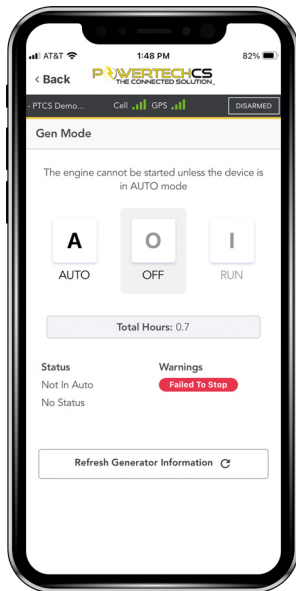 AT&T 1:48 PM 82%
< Back POWERTECHCS
THE CONNECTED SOLUTION
- PTCS Demo... Cell GPS DISARMED
Gen Mode
The engine cannot be started unless the device is
in AUTO mode
A O I
AUTO OFF RUN
Total Hours: 0.7
Status Warnings
Not In Auto Failed To Stop
No Status
Refresh Generator Information